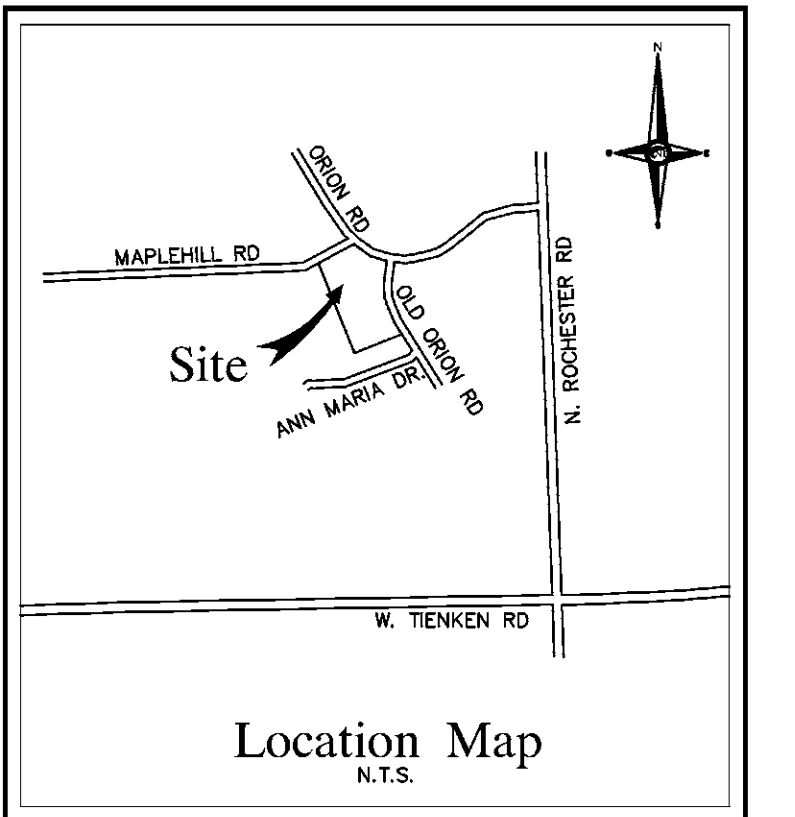 N
ORION RD
MAPLEHILL RD
N. ROCHESTER RD
OLD ORION RD
Site
ANN MARIA DR.
W. TIENKEN RD
Location Map
N.T.S.